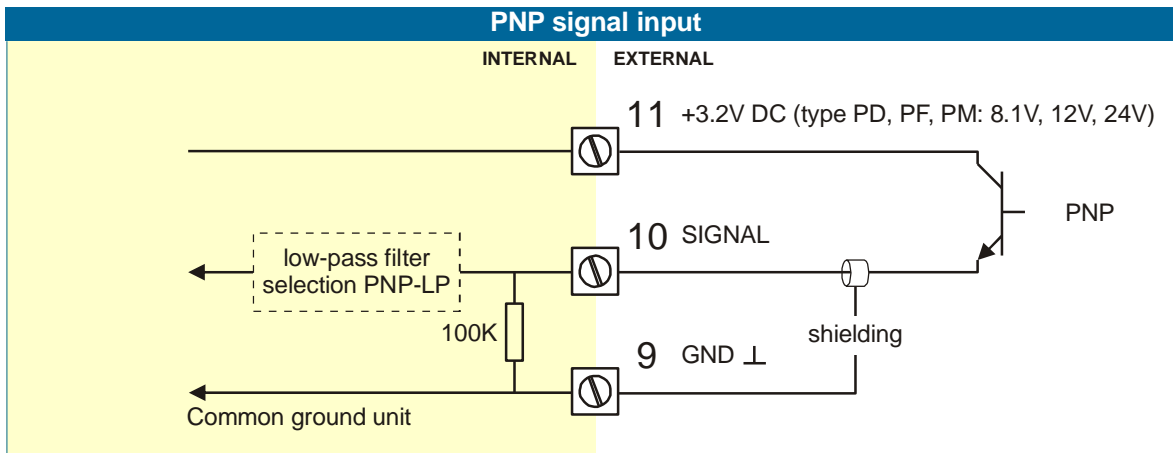 PNP signal input
INTERNAL EXTERNAL
11 +3.2V DC (type PD, PF, PM: 8.1V, 12V, 24V)
PNP
10 SIGNAL
low-pass filter
selection PNP-LP
100K
shielding
9 GND ⊥
Common ground unit